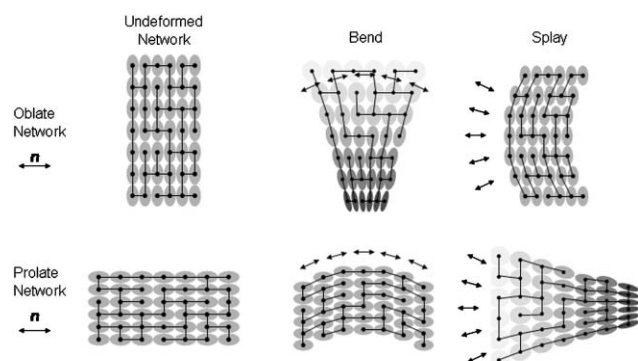 Undeformed
Network
Bend
Splay
Oblate
Network
n
Prolate
Network
n